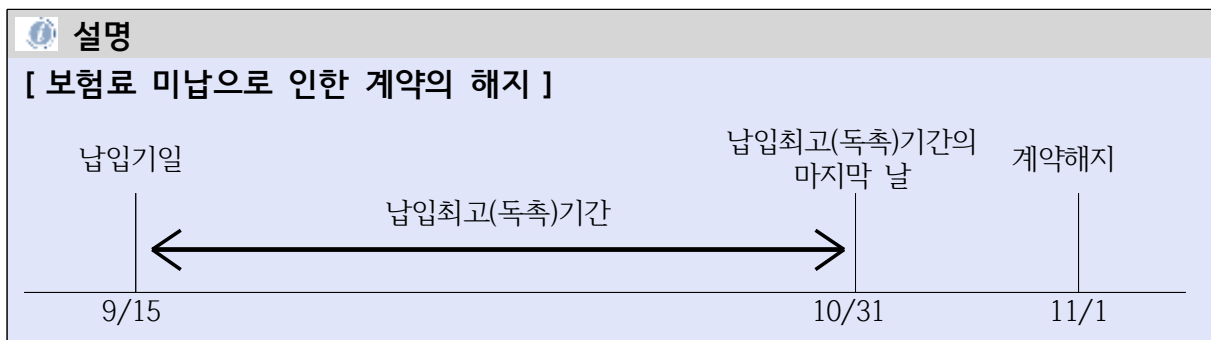 설명
[ 보험료 미납으로 인한 계약의 해지 ]
납입기일
납입최고(독촉)기간의
마지막 날
계약해지
납입최고(독촉)기간
9/15
10/31
11/1